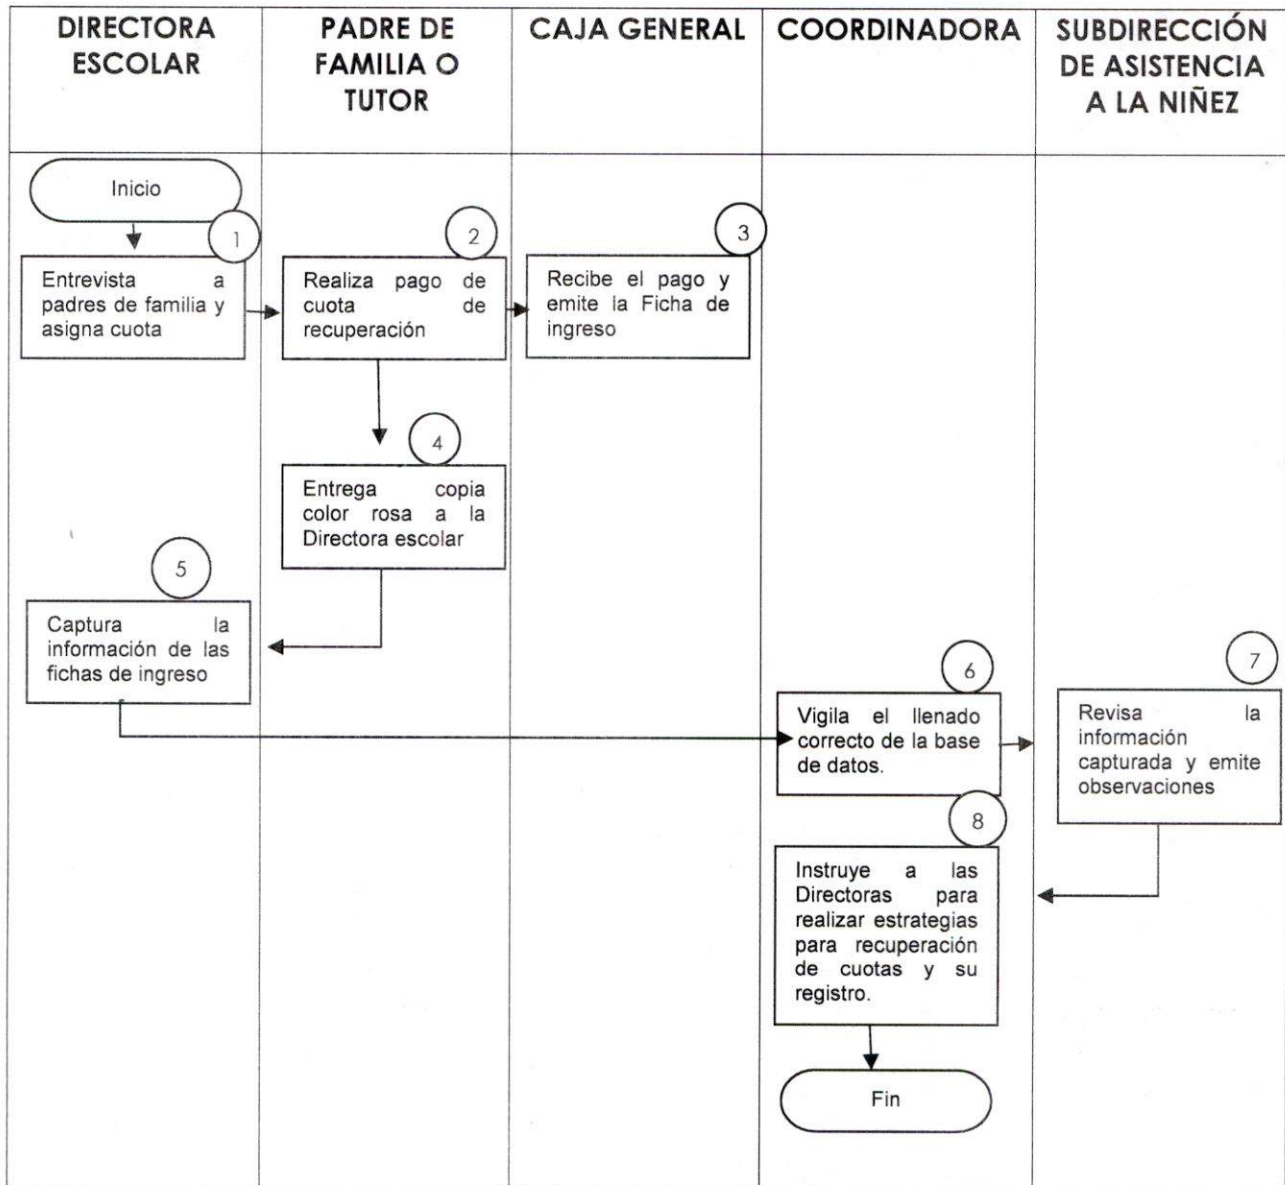 DIRECTORA
ESCOLAR
PADRE DE
FAMILIA O
TUTOR
CAJA GENERAL
COORDINADORA
SUBDIRECCIÓN
DE ASISTENCIA
A LA NIÑEZ
Inicio
1
Entrevista a
padres de familia y
asigna cuota
2
Realiza pago de
cuota de
recuperación
3
Recibe el pago y
emite la Ficha de
ingreso
4
Entrega copia
color rosa a la
Directora escolar
5
Captura la
información de las
fichas de ingreso
6
Vigila el llenado
correcto de la base
de datos.
7
Revisa la
información
capturada y emite
observaciones
8
Instruye a las
Directoras para
realizar estrategias
para recuperación
de cuotas y su
registro.
Fin